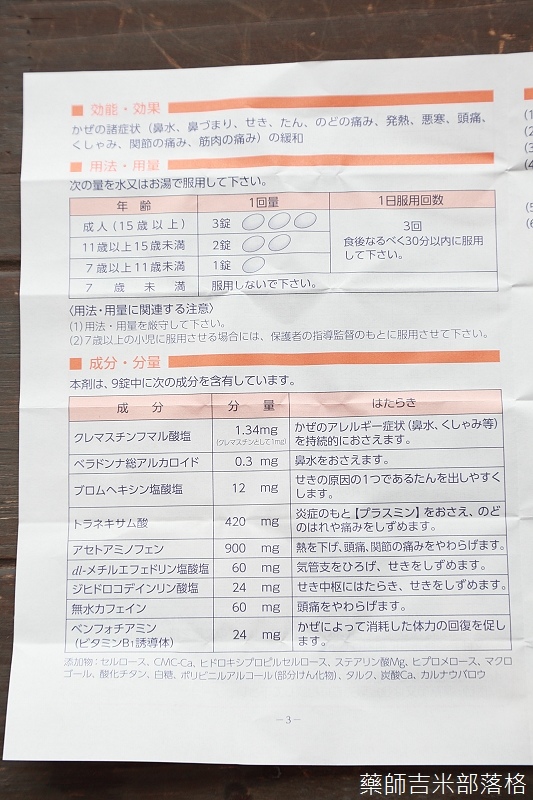 ■ 効能・効果
かぜの諸症状（鼻水、鼻づまり、せき、たん、のどの痛み、発熱、悪寒、頭痛、
くしゃみ、関節の痛み、筋肉の痛み）の緩和
■ 用法・用量
次の量を水又はお湯で服用して下さい。
年齢 1回量 1日服用回数
成人（15歳以上） 3錠
11歳以上15歳未満 2錠
7歳以上11歳未満 1錠
3回
食後なるべく30分以内に服用
して下さい。
7歳未満 服用しないで下さい。
〈用法・用量に関連する注意〉
(1)用法・用量を厳守して下さい。
(2)7歳以上の小児に服用させる場合には、保護者の指導監督のもとに服用させて下さい。
■ 成分・分量
本剤は、9錠中に次の成分を含有しています。
成分 分量 はたらき
クレマスチンフマル酸塩 1.34mg
(クレマスチンとして1mg)
かぜのアレルギー症状（鼻水、くしゃみ等）
を持続的におさえます。
ベラドンナ総アルカロイド 0.3 mg 鼻水をおさえます。
ブロムヘキシン塩酸塩 12 mg せきの原因の1つであるたんを出しやすく
します。
トラネキサム酸 420 mg 炎症のもと【プラスミン】をおさえ、のど
のはれや痛みをしずめます。
アセトアミノフェン 900 mg 熱を下げ、頭痛、関節の痛みをやわらげます。
dl-メチルエフェドリン塩酸塩 60 mg 気管支をひろげ、せきをしずめます。
ジヒドロコデインリン酸塩 24 mg せき中枢にはたらき、せきをしずめます。
無水カフェイン 60 mg 頭痛をやわらげます。
ベンフォチアミン
（ビタミンB1誘導体） 24 mg かぜによって消耗した体力の回復を促し
ます。
添加物：セルロース、CMC-Ca、ヒドロキシプロピルセルロース、ステアリン酸Mg、ヒプロメロース、マクロ
ゴール、酸化チタン、白糖、ポリビニルアルコール(部分けん化物)、タルク、炭酸Ca、カルナウバロウ
－3－
(1
(2
(3
(4
(5
(6
藥師吉米部落格